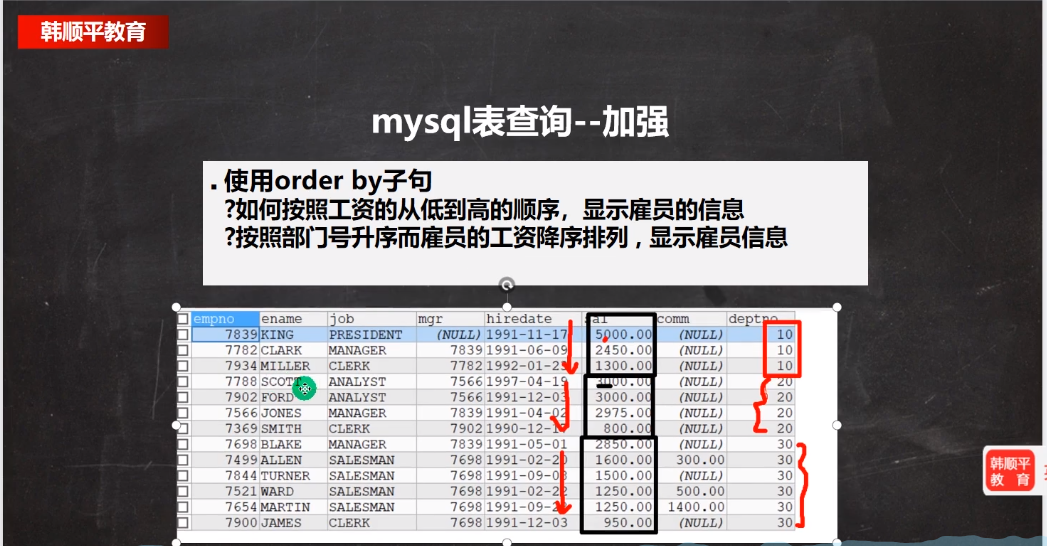 韩顺平教育
mysql表查询--加强
. 使用order by子句
?如何按照工资的从低到高的顺序，显示雇员的信息
?按照部门号升序而雇员的工资降序排列，显示雇员信息
empno ename job mgr hiredate sal comm deptno
7839 KING PRESIDENT (NULL) 1991-11-17 5000.00 (NULL) 10
7782 CLARK MANAGER 7839 1991-06-09 2450.00 (NULL) 10
7934 MILLER CLERK 7782 1992-01-23 1300.00 (NULL) 10
7788 SCOTT ANALYST 7566 1997-04-19 3000.00 (NULL) 20
7902 FORD ANALYST 7566 1991-12-03 3000.00 (NULL) 20
7566 JONES MANAGER 7839 1991-04-02 2975.00 (NULL) 20
7369 SMITH CLERK 7902 1990-12-17 800.00 (NULL) 20
7698 BLAKE MANAGER 7839 1991-05-01 2850.00 (NULL) 30
7499 ALLEN SALESMAN 7698 1991-02-20 1600.00 300.00 30
7844 TURNER SALESMAN 7698 1991-09-08 1500.00 (NULL) 30
7521 WARD SALESMAN 7698 1991-02-22 1250.00 500.00 30
7654 MARTIN SALESMAN 7698 1991-09-28 1250.00 1400.00 30
7900 JAMES CLERK 7698 1991-12-03 950.00 (NULL) 30
韩顺平
教 育